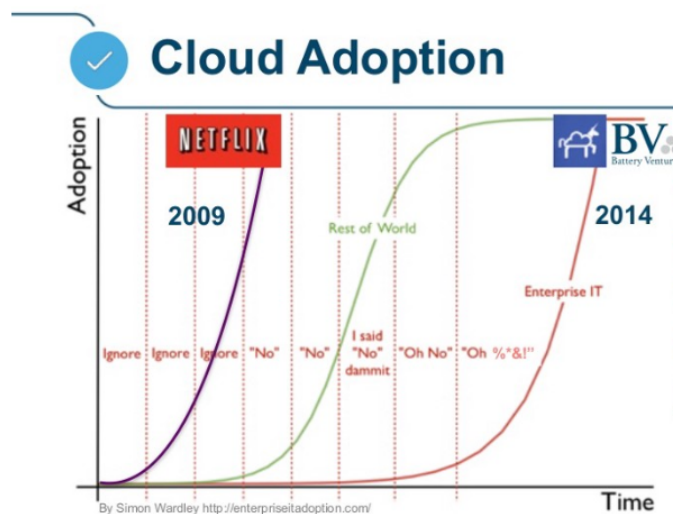 Cloud Adoption
Adoption
NETFLIX
BV
Battery Ventur
2009
2014
Rest of World
Enterprise IT
Ignore
Ignore
Ignore
"No"
"No"
I said
"No"
dammit
"Oh No"
"Oh %*&!"
By Simon Wardley http://enterpriseitadoption.com/
Time